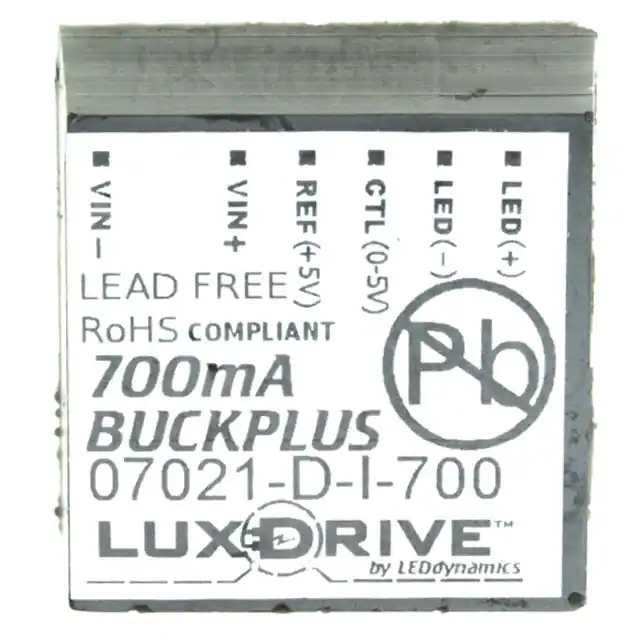 VIN-
VIN+
REF(+5V)
CTL(0-5V)
LED(-)
LED(+)
LEAD FREE
RoHS COMPLIANT
Pb
700mA
BUCKPLUS
07021-D-I-700
LUXDRIVE™
by LEDdynamics